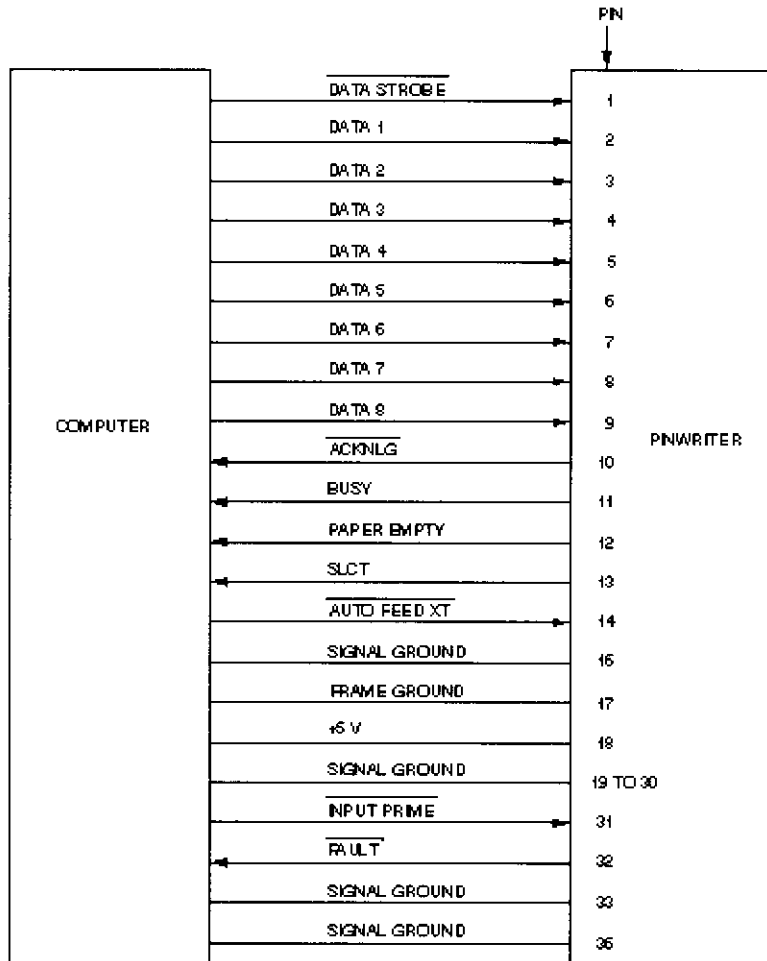 PIN
DATA STROBE 1
DATA 1 2
DATA 2 3
DATA 3 4
DATA 4 5
DATA 5 6
DATA 6 7
DATA 7 8
DATA 8 9
COMPUTER
PINWRITER
ACKNLG 10
BUSY 11
PAPER EMPTY 12
SLCT 13
AUTO FEED XT 14
SIGNAL GROUND 16
FRAME GROUND 17
+5 V 18
SIGNAL GROUND 19 TO 30
INPUT PRIME 31
FAULT 32
SIGNAL GROUND 33
SIGNAL GROUND